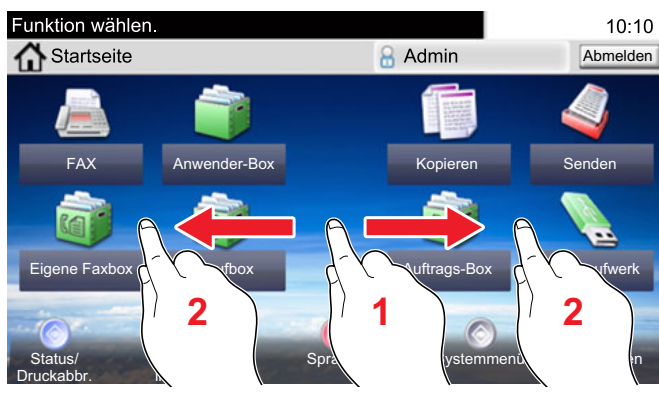 Funktion wählen.
10:10
Startseite
Admin
Abmelden
FAX
Anwender-Box
Kopieren
Senden
Eigene Faxbox
Auftrags-Box
2
1
2
Status/
Druckabbr.